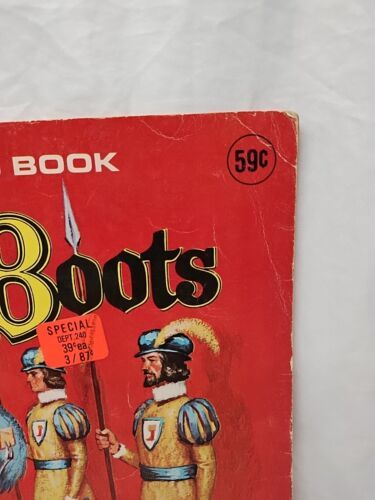 BOOK
59¢
Boots
SPECIAL
DEPT. 240
39¢ea.
3/87¢
J
J